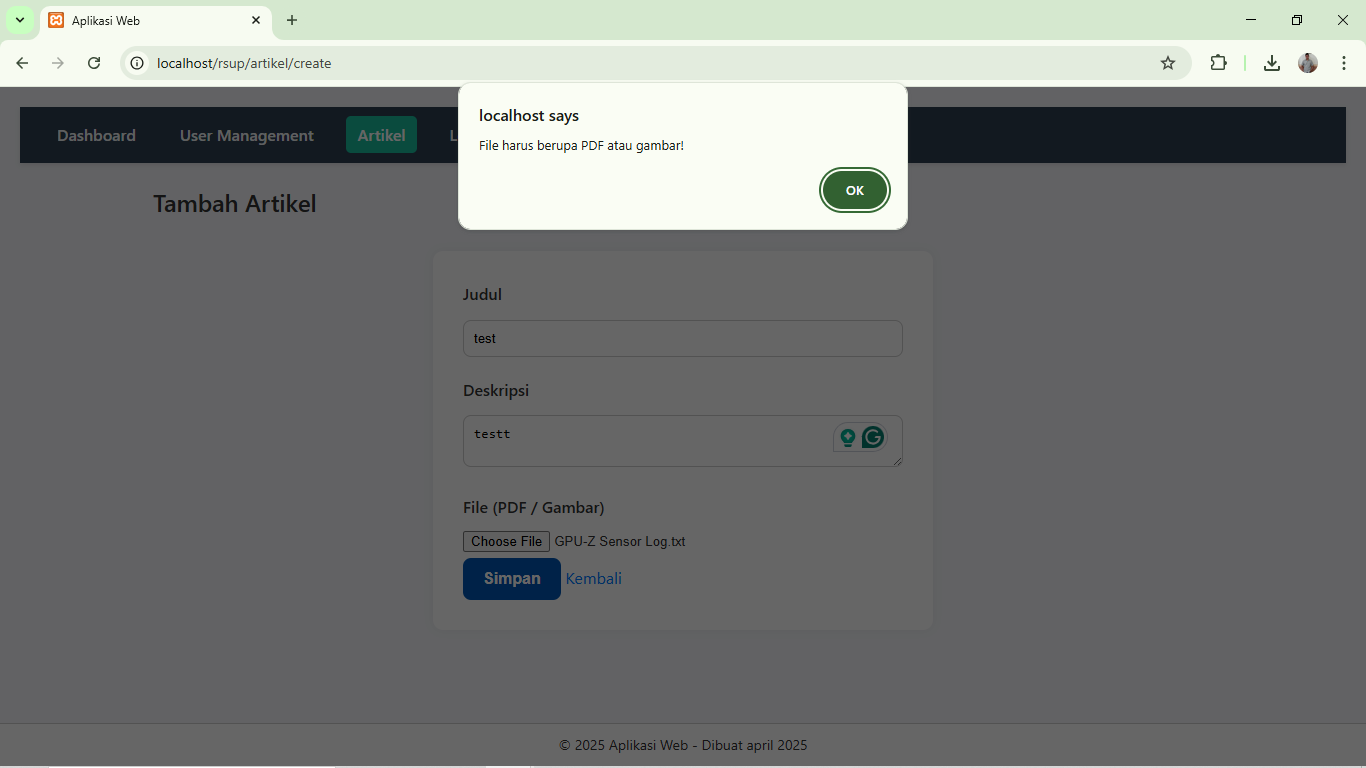 Aplikasi Web
localhost/rsup/artikel/create
localhost says
File harus berupa PDF atau gambar!
OK
Dashboard
User Management
Artikel
L
Tambah Artikel
Judul
test
Deskripsi
testt
File (PDF / Gambar)
Choose File GPU-Z Sensor Log.txt
Simpan Kembali
© 2025 Aplikasi Web - Dibuat april 2025